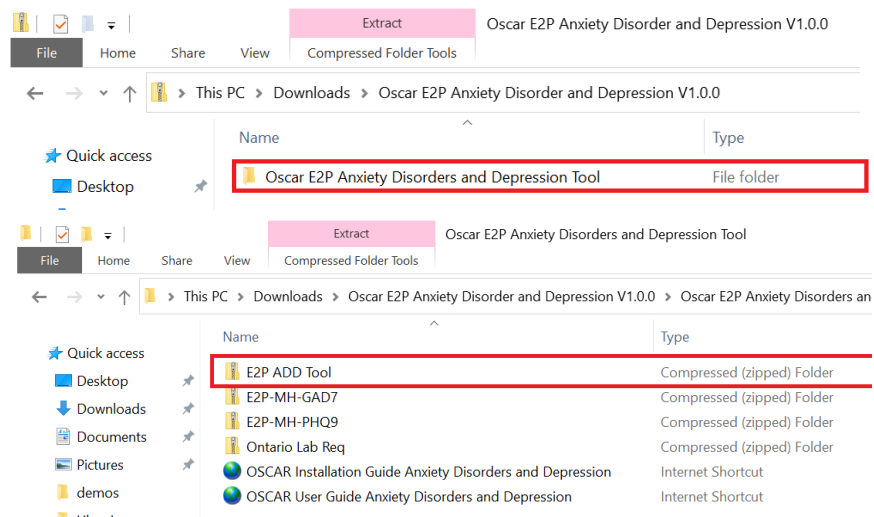 Extract Oscar E2P Anxiety Disorder and Depression V1.0.0
File Home Share View Compressed Folder Tools
This PC > Downloads > Oscar E2P Anxiety Disorder and Depression V1.0.0
Name Type
Quick access
Oscar E2P Anxiety Disorders and Depression Tool File folder
Desktop
Extract Oscar E2P Anxiety Disorders and Depression Tool
File Home Share View Compressed Folder Tools
This PC > Downloads > Oscar E2P Anxiety Disorder and Depression V1.0.0 > Oscar E2P Anxiety Disorders an
Name Type
Quick access
Desktop
Downloads
Documents
Pictures
demos
E2P ADD Tool Compressed (zipped) Folder
E2P-MH-GAD7 Compressed (zipped) Folder
E2P-MH-PHQ9 Compressed (zipped) Folder
Ontario Lab Req Compressed (zipped) Folder
OSCAR Installation Guide Anxiety Disorders and Depression Internet Shortcut
OSCAR User Guide Anxiety Disorders and Depression Internet Shortcut